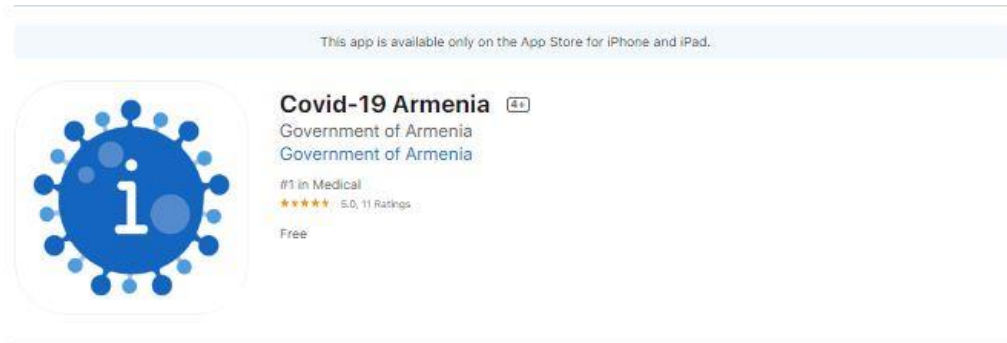 This app is available only on the App Store for iPhone and iPad.
Covid-19 Armenia 4+
Government of Armenia
Government of Armenia
#1 in Medical
★★★★★ 5.0, 11 Ratings
Free
i